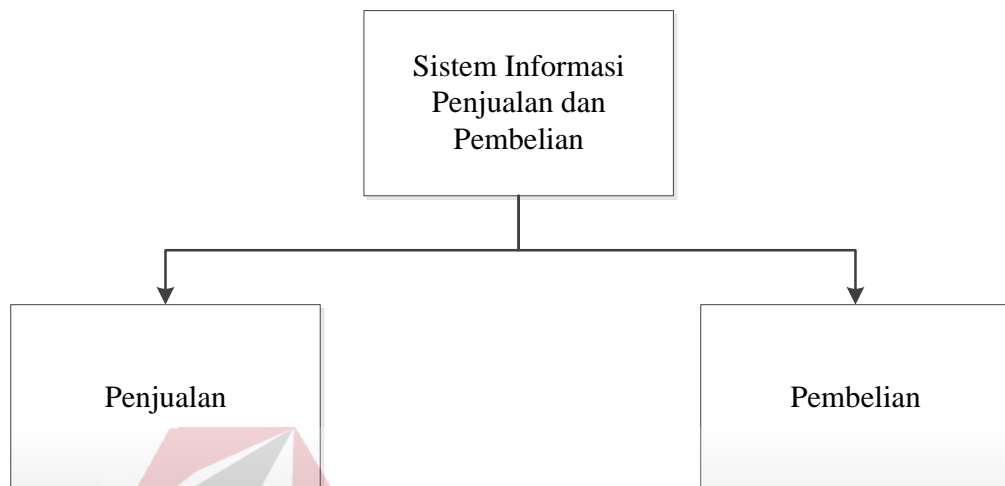 Sistem Informasi
Penjualan dan
Pembelian
Penjualan
Pembelian